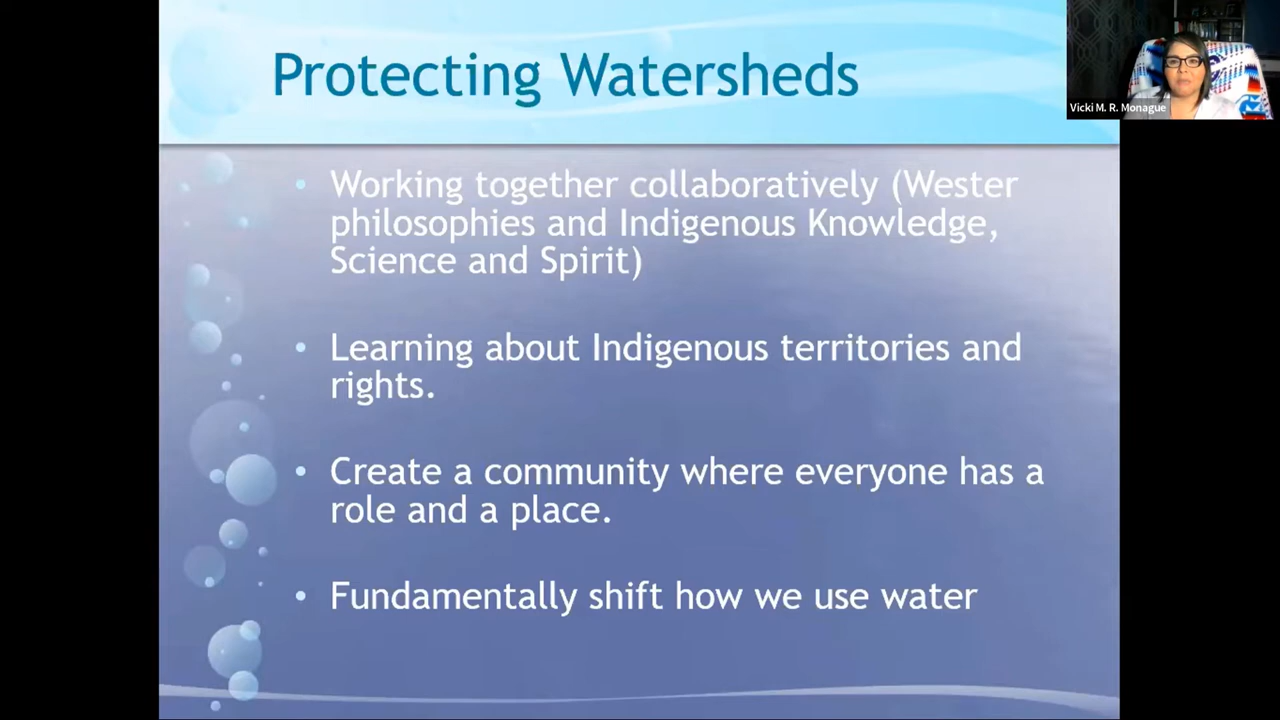 Protecting Watersheds
Vicki M. R. Monague
• Working together collaboratively (Wester
philosophies and Indigenous Knowledge,
Science and Spirit)
• Learning about Indigenous territories and
rights.
• Create a community where everyone has a
role and a place.
• Fundamentally shift how we use water